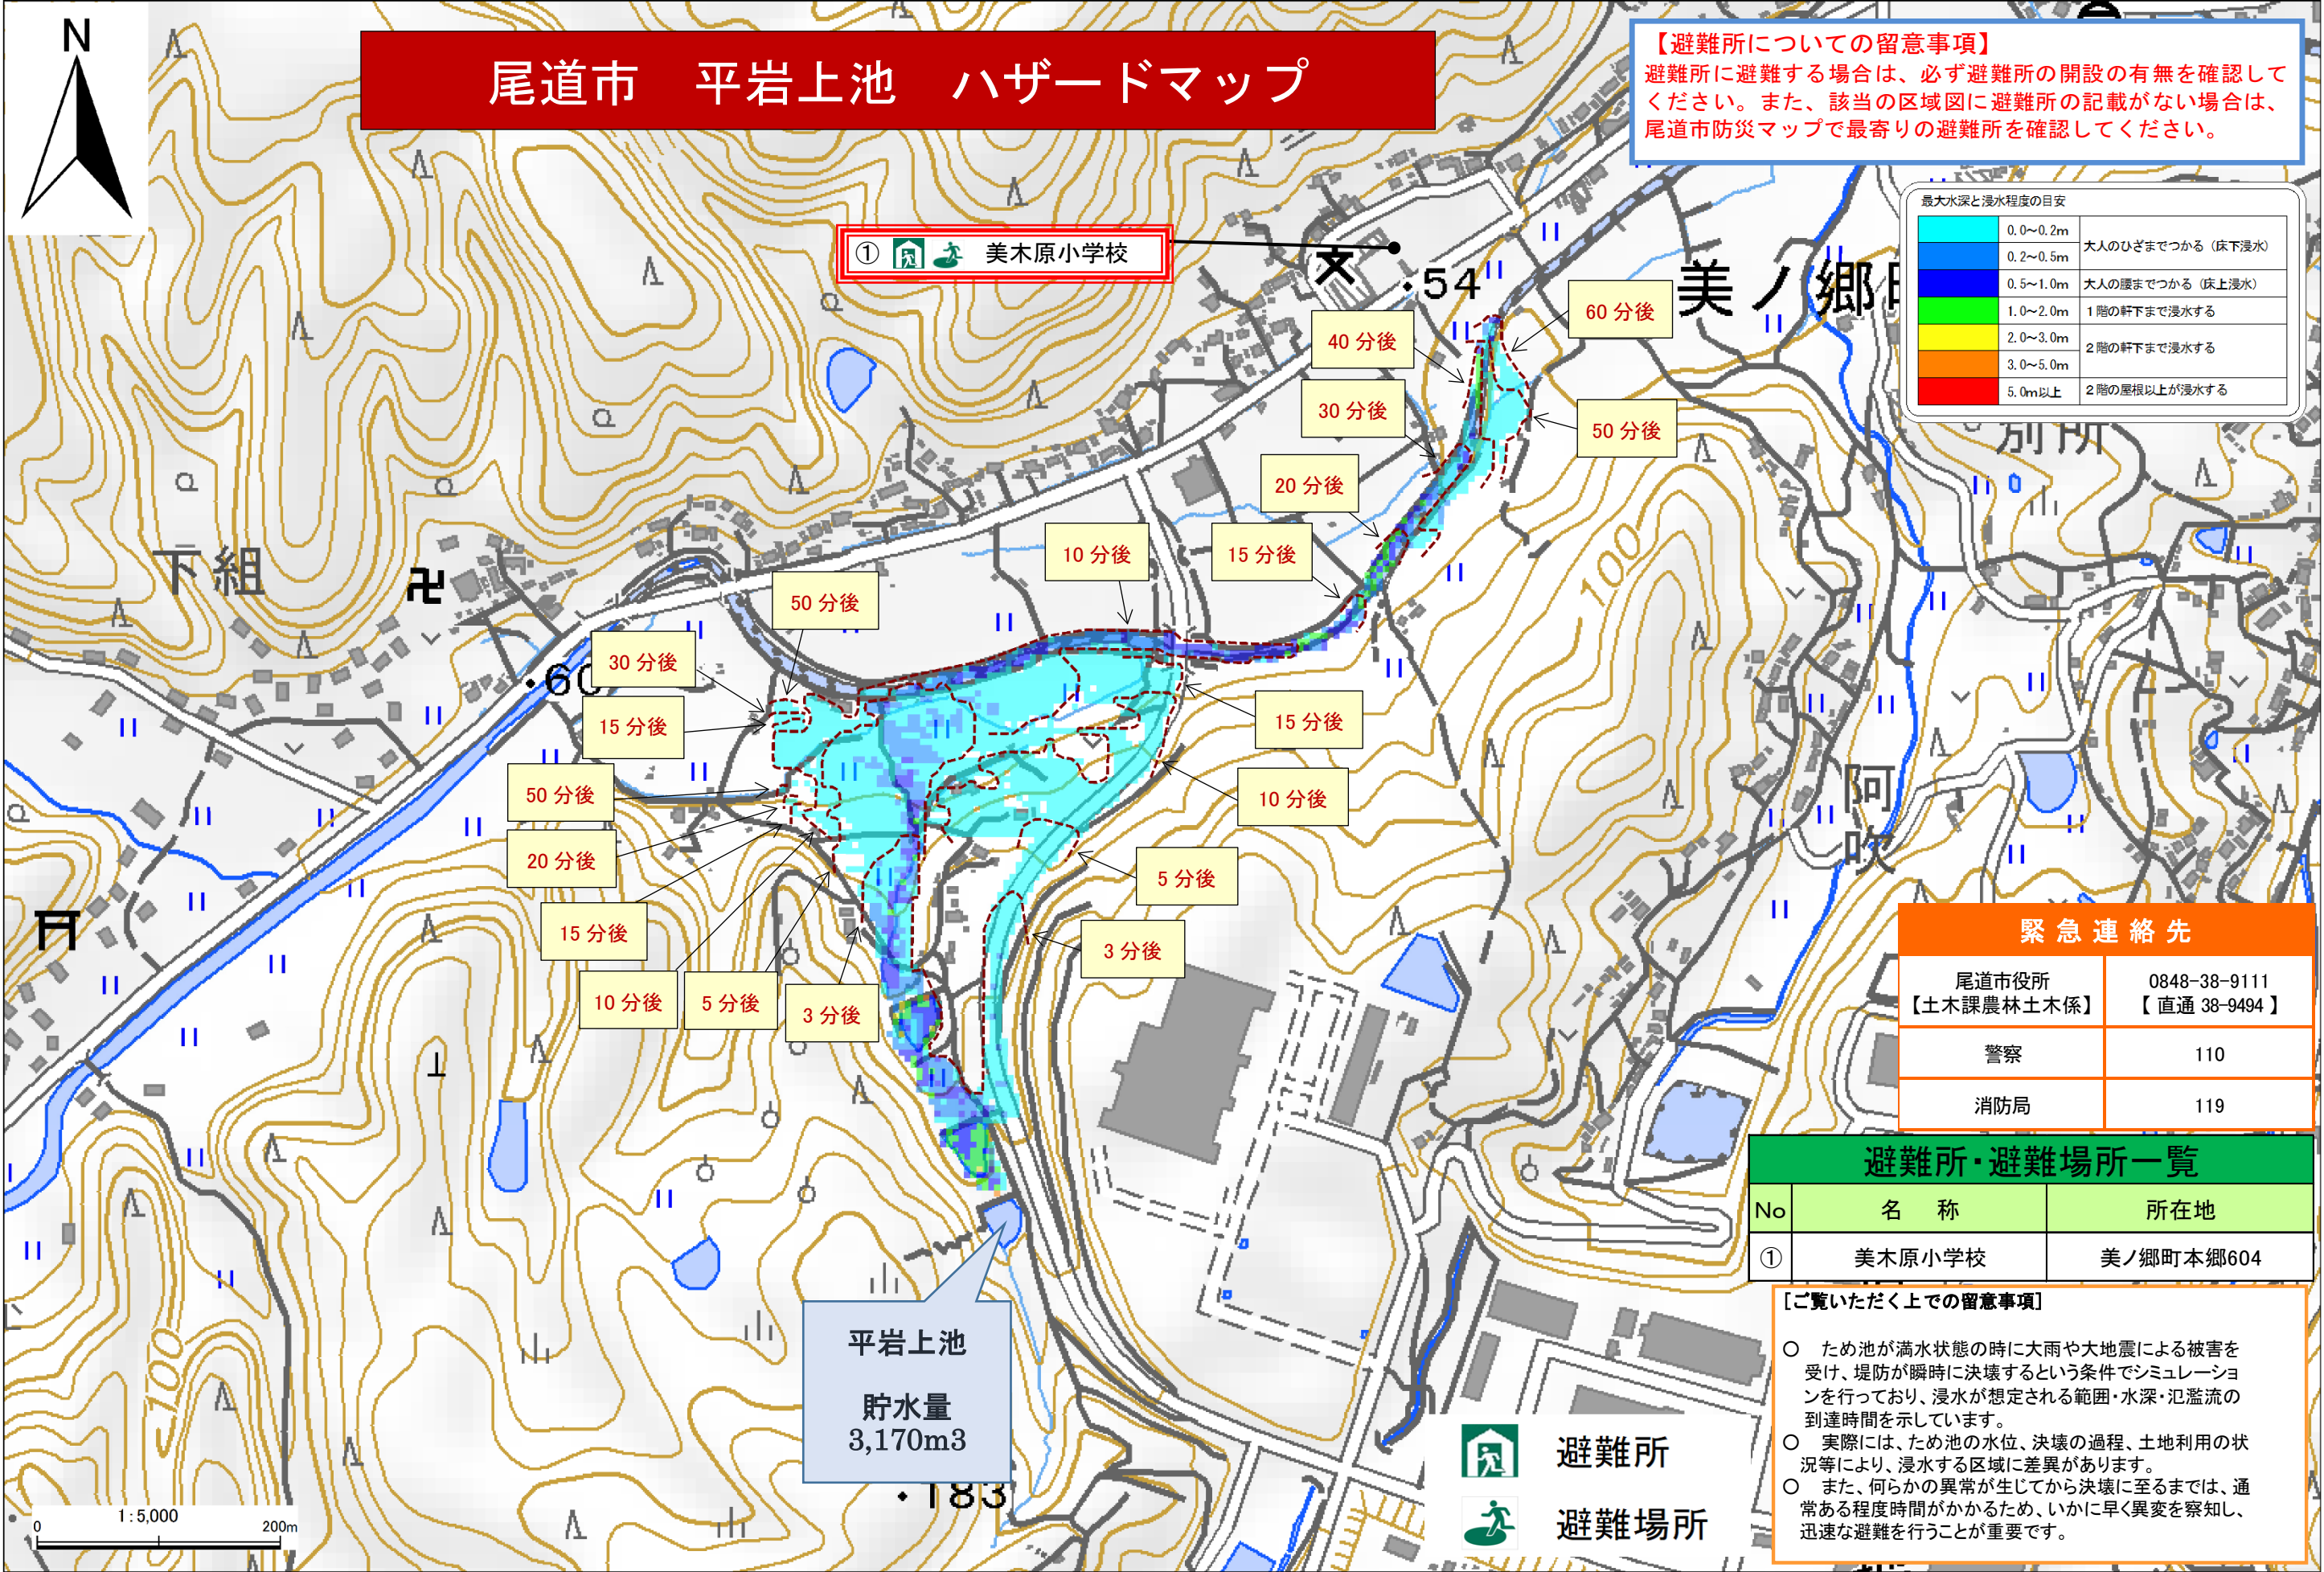 N
尾道市　平岩上池　ハザードマップ
【避難所についての留意事項】
避難所に避難する場合は、必ず避難所の開設の有無を確認して
ください。また、該当の区域図に避難所の記載がない場合は、
尾道市防災マップで最寄りの避難所を確認してください。
最大水深と浸水程度の目安
0.0～0.2m
大人のひざまでつかる（床下浸水）
0.2～0.5m
0.5～1.0m 大人の腰までつかる（床上浸水）
1.0～2.0m 1階の軒下まで浸水する
2.0～3.0m
2階の軒下まで浸水する
3.0～5.0m
5.0m以上 2階の屋根以上が浸水する
① 美木原小学校
文
・54
美ノ郷町
別所
60分後
40分後
30分後
50分後
20分後
10分後
15分後
下組
50分後
30分後
・60
15分後
15分後
50分後
10分後
20分後
5分後
15分後
3分後
10分後
5分後
3分後
100
阿吹
緊急連絡先
尾道市役所
【土木課農林土木係】
0848-38-9111
【 直通 38-9494 】
警察 110
消防局 119
避難所・避難場所一覧
No 名　称 所在地
① 美木原小学校 美ノ郷町本郷604
平岩上池
貯水量
3,170m3
・183
100
1:5,000
0 200m
避難所
避難場所
[ご覧いただく上での留意事項]
○　ため池が満水状態の時に大雨や大地震による被害を
受け、堤防が瞬時に決壊するという条件でシミュレーショ
ンを行っており、浸水が想定される範囲・水深・氾濫流の
到達時間を示しています。
○　実際には、ため池の水位、決壊の過程、土地利用の状
況等により、浸水する区域に差異があります。
○　また、何らかの異常が生じてから決壊に至るまでは、通
常ある程度時間がかかるため、いかに早く異変を察知し、
迅速な避難を行うことが重要です。